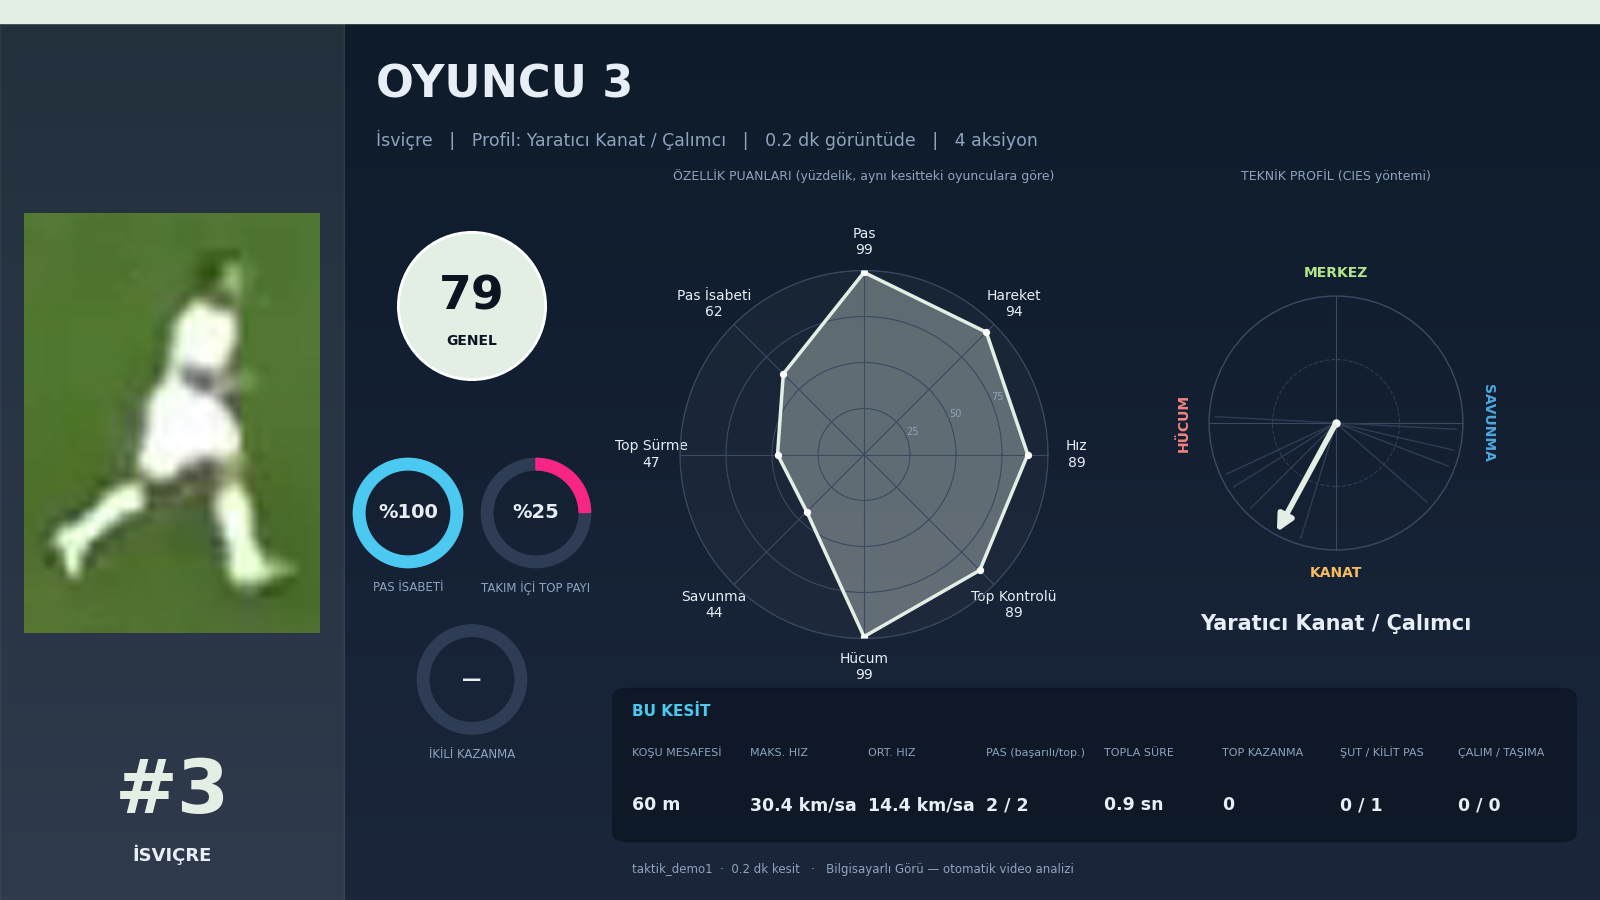 OYUNCU 3
İsviçre | Profil: Yaratıcı Kanat / Çalımcı | 0.2 dk görüntüde | 4 aksiyon
ÖZELLİK PUANLARI (yüzdelik, aynı kesitteki oyunculara göre)
TEKNİK PROFİL (CIES yöntemi)
79
GENEL
%100
PAS İSABETİ
%25
TAKIM İÇİ TOP PAYI
—
İKİLİ KAZANMA
Pas
99
Hareket
94
Hız
89
Top Kontrolü
89
Hücum
99
Savunma
44
Top Sürme
47
Pas İsabeti
62
25
50
75
MERKEZ
HÜCUM
SAVUNMA
KANAT
Yaratıcı Kanat / Çalımcı
#3
İSVİÇRE
BU KESİT
KOŞU MESAFESİ MAKS. HIZ ORT. HIZ PAS (başarılı/top.) TOPLA SÜRE TOP KAZANMA ŞUT / KİLİT PAS ÇALIM / TAŞIMA
60 m 30.4 km/sa 14.4 km/sa 2 / 2 0.9 sn 0 0 / 1 0 / 0
taktik_demo1 · 0.2 dk kesit · Bilgisayarlı Görü — otomatik video analizi